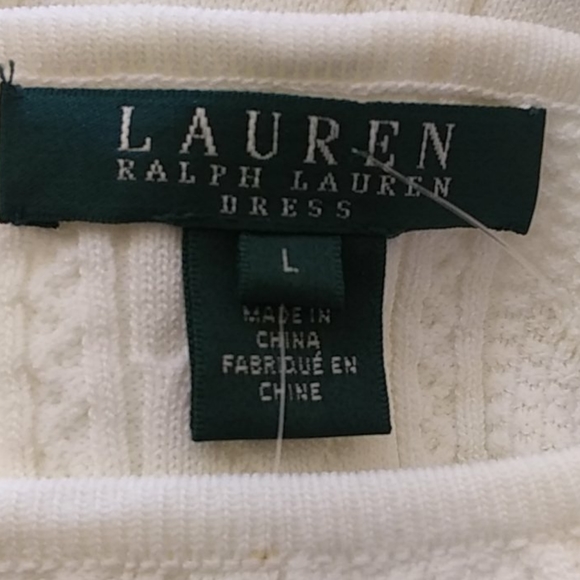 LAUREN
RALPH LAUREN
DRESS
L
MADE IN
CHINA
FABRIQUÉ EN
CHINE